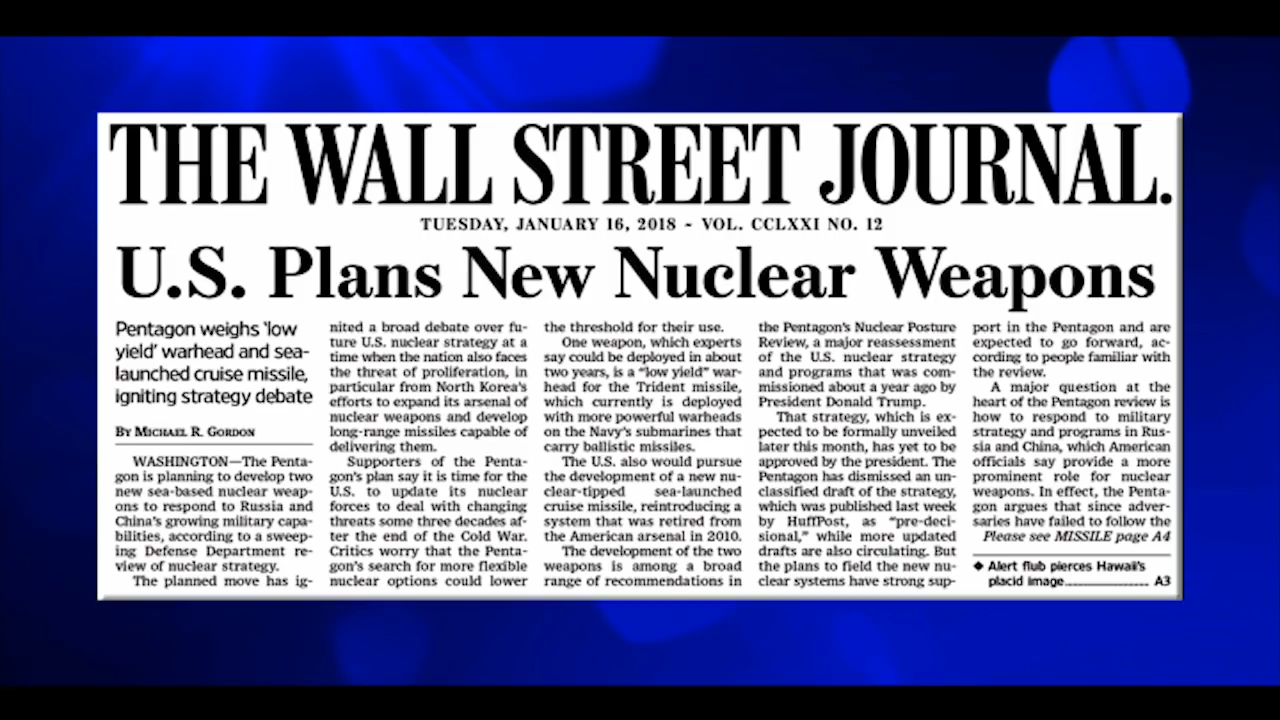 THE WALL STREET JOURNAL.
TUESDAY, JANUARY 16, 2018 ~ VOL. CCLXXI NO. 12
U.S. Plans New Nuclear Weapons
Pentagon weighs ‘low
yield’ warhead and sea-
launched cruise missile,
igniting strategy debate
BY MICHAEL R. GORDON
WASHINGTON—The Penta-
gon is planning to develop two
new sea-based nuclear weap-
ons to respond to Russia and
China's growing military capa-
bilities, according to a sweep-
ing Defense Department re-
view of nuclear strategy.
The planned move has ig-
nited a broad debate over fu-
ture U.S. nuclear strategy at a
time when the nation also faces
the threat of proliferation, in
particular from North Korea's
efforts to expand its arsenal of
nuclear weapons and develop
long-range missiles capable of
delivering them.
Supporters of the Penta-
gon's plan say it is time for the
U.S. to update its nuclear
forces to deal with changing
threats some three decades af-
ter the end of the Cold War.
Critics worry that the Penta-
gon's search for more flexible
nuclear options could lower
the threshold for their use.
One weapon, which experts
say could be deployed in about
two years, is a “low yield” war-
head for the Trident missile,
which currently is deployed
with more powerful warheads
on the Navy's submarines that
carry ballistic missiles.
The U.S. also would pursue
the development of a new nu-
clear-tipped sea-launched
cruise missile, reintroducing a
system that was retired from
the American arsenal in 2010.
The development of the two
weapons is among a broad
range of recommendations in
the Pentagon's Nuclear Posture
Review, a major reassessment
of the U.S. nuclear strategy
and programs that was com-
missioned about a year ago by
President Donald Trump.
That strategy, which is ex-
pected to be formally unveiled
later this month, has yet to be
approved by the president. The
Pentagon has dismissed an un-
classified draft of the strategy,
which was published last week
by HuffPost, as “pre-deci-
sional,” while more updated
drafts are also circulating. But
the plans to field the new nu-
clear systems have strong sup-
port in the Pentagon and are
expected to go forward, ac-
cording to people familiar with
the review.
A major question at the
heart of the Pentagon review is
how to respond to military
strategy and programs in Rus-
sia and China, which American
officials say provide a more
prominent role for nuclear
weapons. In effect, the Penta-
gon argues that since adver-
saries have failed to follow the
Please see MISSILE page A4
◆ Alert flub pierces Hawaii's
placid image.................... A3